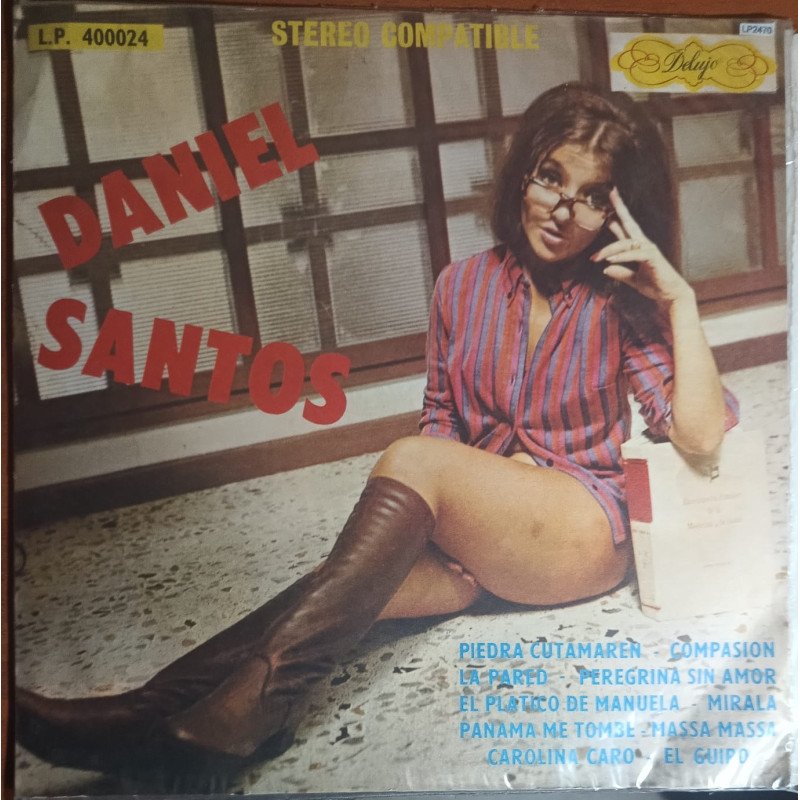 L.P. 400024
STEREO COMPATIBLE
LP2470
Delujo
DANIEL
SANTOS
PIEDRA CUTAMAREN - COMPASION
LA PARED - PEREGRINA SIN AMOR
EL PLATICO DE MANUELA - MIRALA
PANAMA ME TOMBE - MASSA MASSA
CAROLINA CARO - EL GUIRO